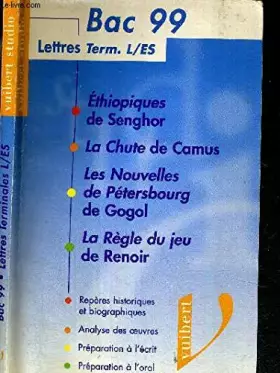 Bac 99
Lettres Term. L/ES
Éthiopiques
de Senghor
La Chute de Camus
Les Nouvelles
de Pétersbourg
de Gogol
La Règle du jeu
de Renoir
Repères historiques
et biographiques
Analyse des œuvres
Préparation à l'écrit
Préparation à l'oral
Vuibert
vuibert studio
Bac 99 • Lettres Terminales L/ES